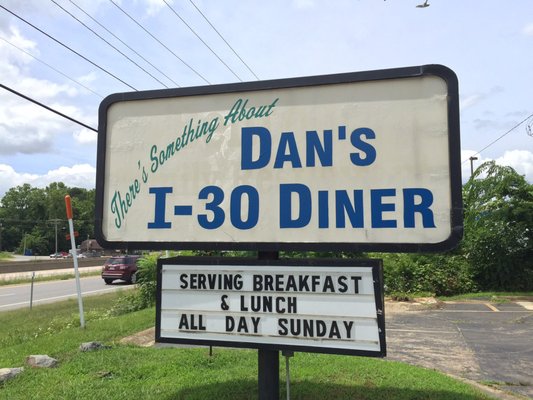 There's Something About
DAN'S
I-30 DINER
SERVING BREAKFAST
& LUNCH
ALL DAY SUNDAY